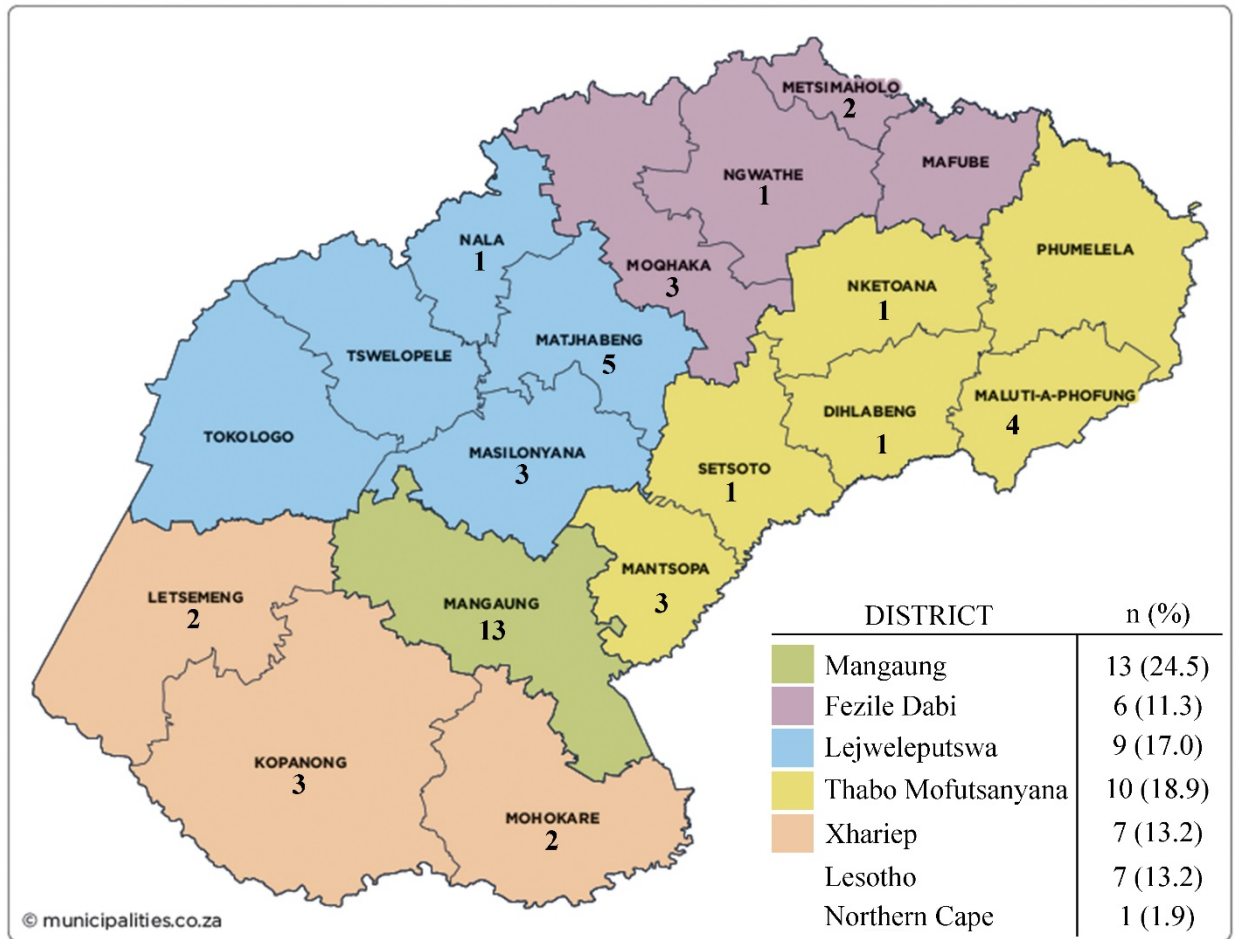 METSIMAHOLO
2
MAFUBE
NGWATHE
1
NALA
1
MOQHAKA
3
PHUMELELA
NKETOANA
1
MATJHABENG
5
TSWELOPELE
MALUTI-A-PHOFUNG
4
DIHLABENG
1
TOKOLOGO
MASILONYANA
3
SETSOTO
1
MANTSOPA
3
LETSEMENG
2
MANGAUNG
13
KOPANONG
3
MOHOKARE
2
DISTRICT n (%)
Mangaung 13 (24.5)
Fezile Dabi 6 (11.3)
Lejweleputswa 9 (17.0)
Thabo Mofutsanyana 10 (18.9)
Xhariep 7 (13.2)
Lesotho 7 (13.2)
Northern Cape 1 (1.9)
© municipalities.co.za